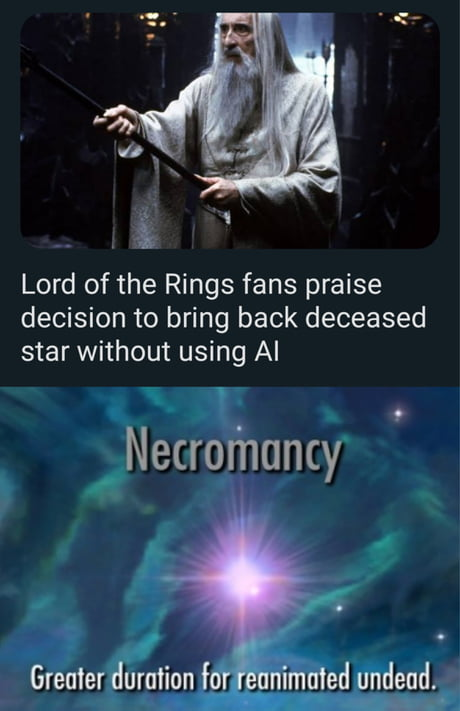 Lord of the Rings fans praise
decision to bring back deceased
star without using AI
Necromancy
Greater duration for reanimated undead.